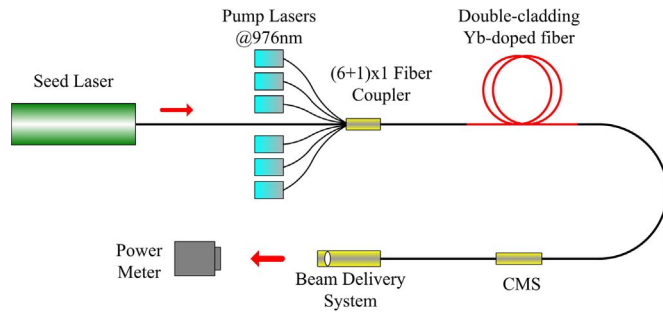 Pump Lasers
@976nm
Double-cladding
Yb-doped fiber
Seed Laser
(6+1)x1 Fiber
Coupler
Power
Meter
Beam Delivery
System
CMS